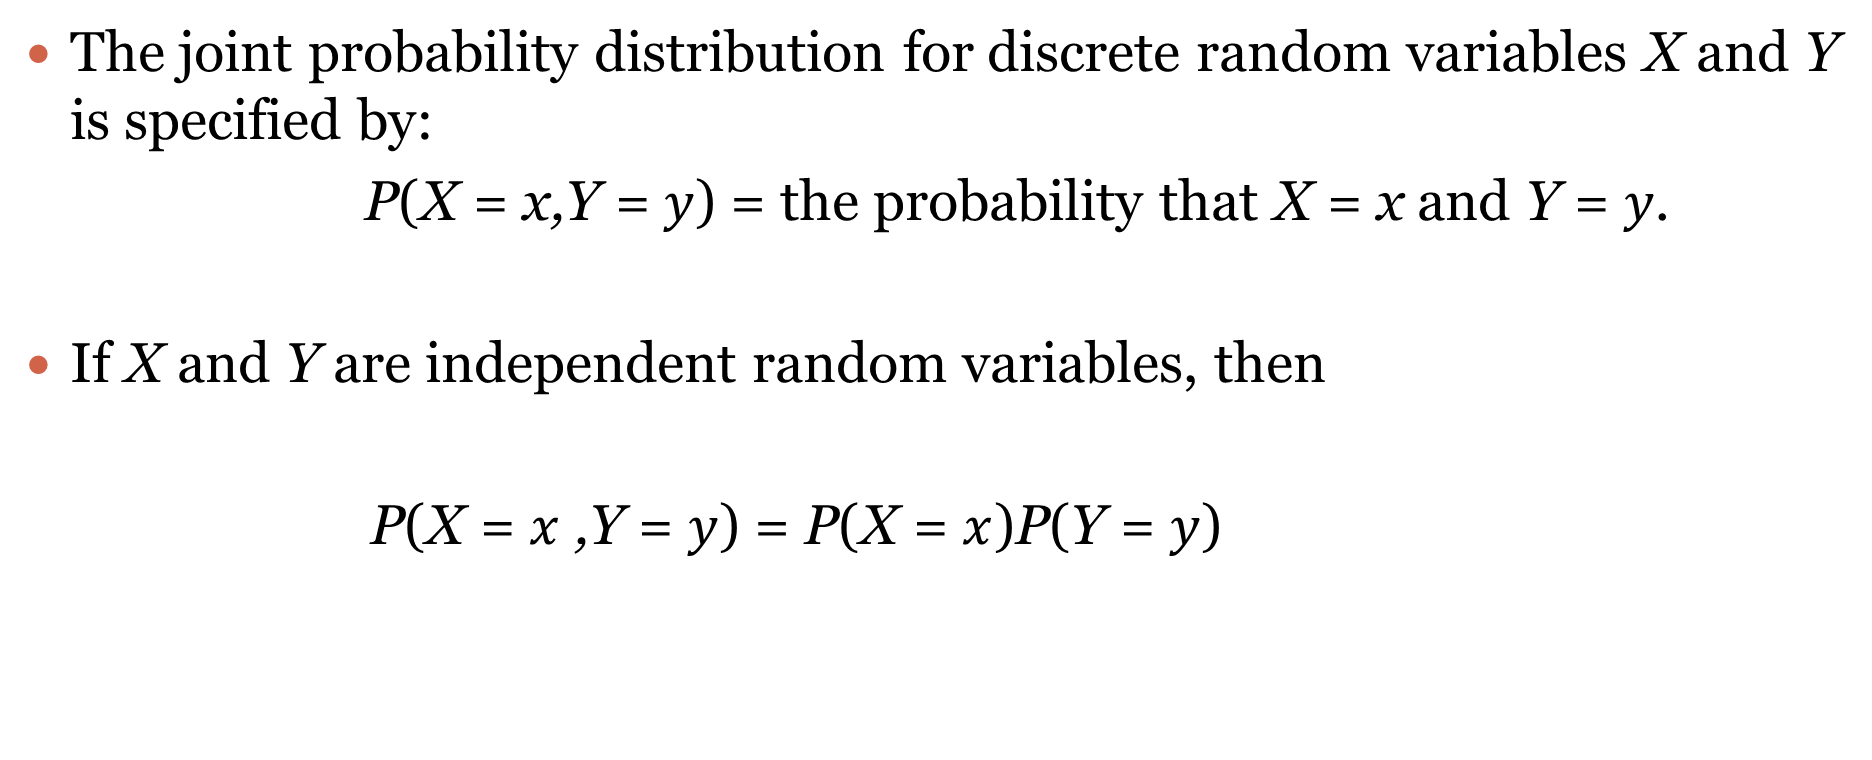 • The joint probability distribution for discrete random variables X and Y
is specified by:
P(X = x,Y = y) = the probability that X = x and Y = y.
• If X and Y are independent random variables, then
P(X = x ,Y = y) = P(X = x)P(Y = y)